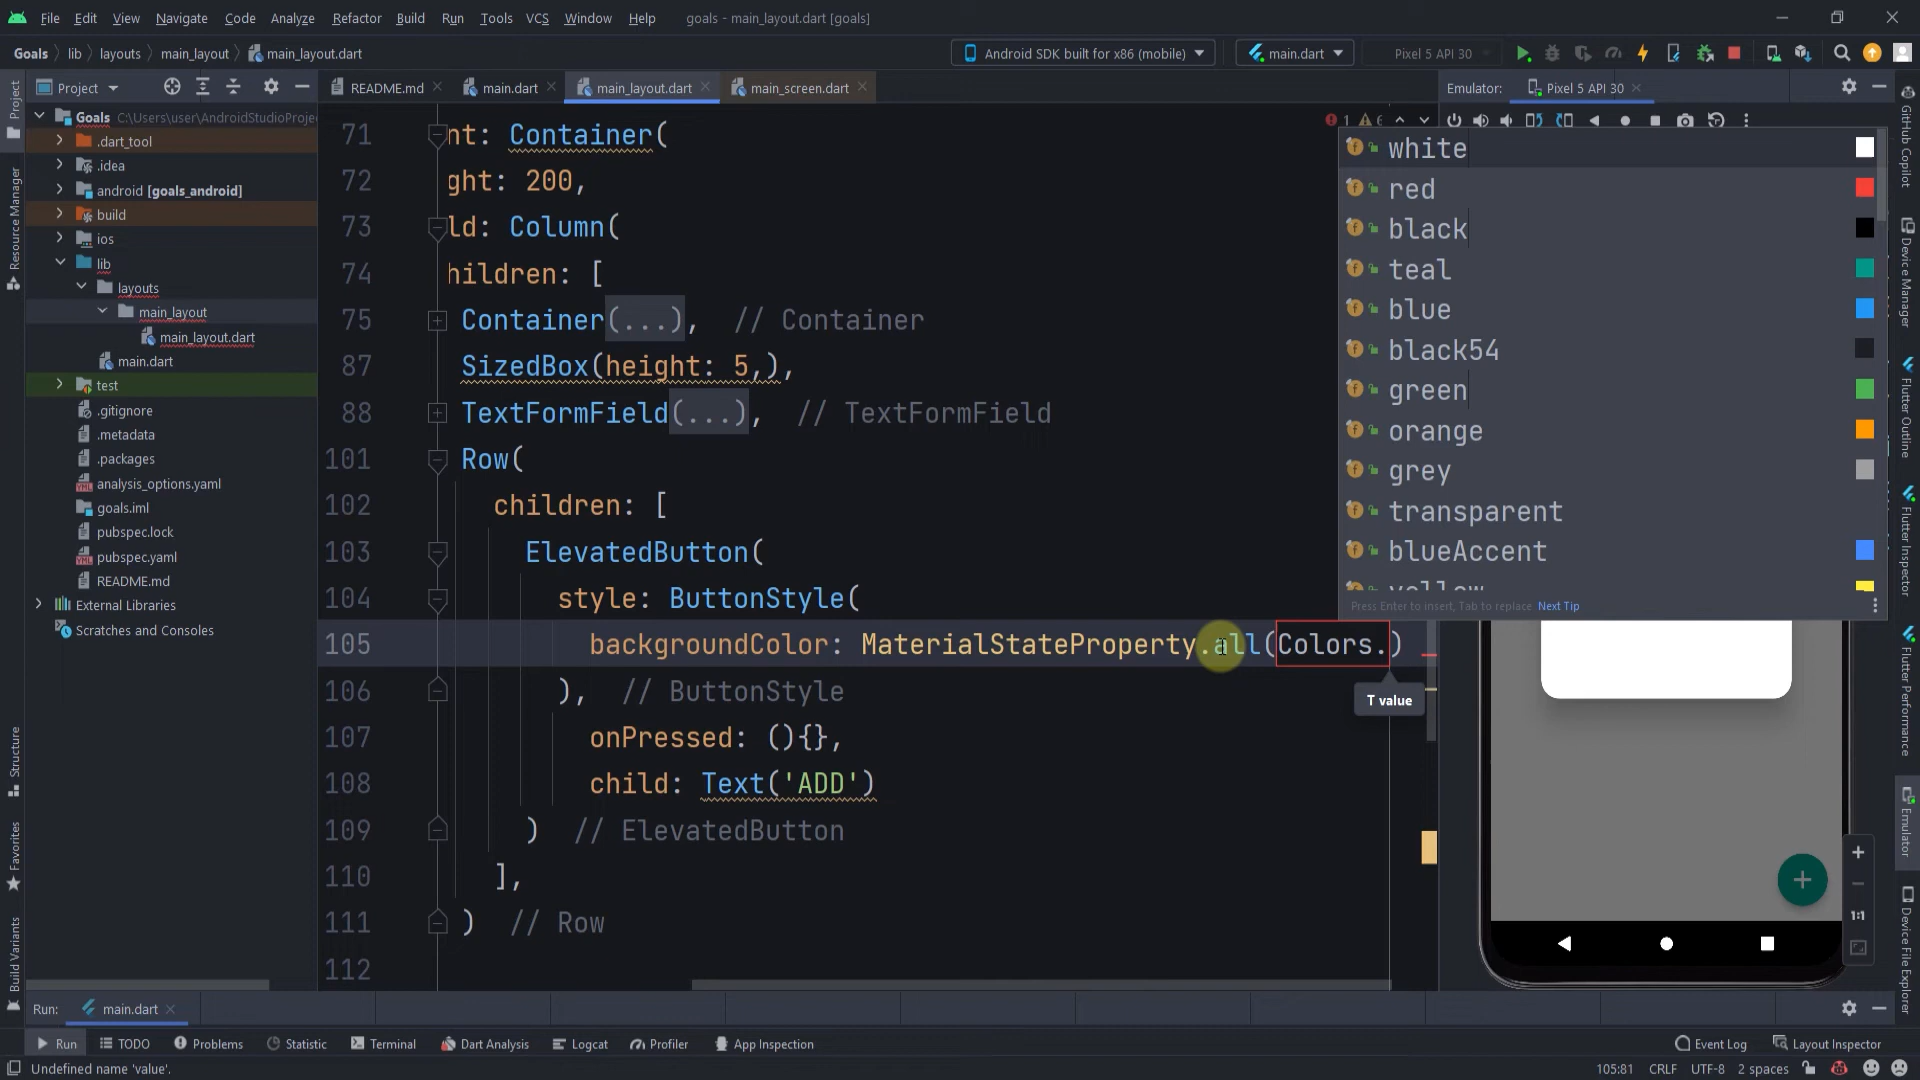 File Edit View Navigate Code Analyze Refactor Build Run Tools VCS Window Help goals - main_layout.dart [goals]
Goals lib layouts main_layout main_layout.dart
Android SDK built for x86 (mobile) main.dart Pixel 5 API 30
Project
README.md main.dart main_layout.dart main_screen.dart
Emulator: Pixel 5 API 30
Goals C:\Users\user\AndroidStudioProje
.dart_tool
.idea
android [goals_android]
build
ios
lib
layouts
main_layout
main_layout.dart
main.dart
test
.gitignore
.metadata
.packages
analysis_options.yaml
goals.iml
pubspec.lock
pubspec.yaml
README.md
External Libraries
Scratches and Consoles
Project
Resource Manager
Structure
Favorites
Build Variants
71 nt: Container(
72 ght: 200,
73 ld: Column(
74 hildren: [
75 Container(...), // Container
87 SizedBox(height: 5,),
88 TextFormField(...), // TextFormField
101 Row(
102 children: [
103 ElevatedButton(
104 style: ButtonStyle(
105 backgroundColor: MaterialStateProperty.all(Colors.)
106 ), // ButtonStyle
107 onPressed: (){},
108 child: Text('ADD')
109 ) // ElevatedButton
110 ],
111 ) // Row
112
1 6
white
red
black
teal
blue
black54
green
orange
grey
transparent
blueAccent
yellow
Press Enter to insert, Tab to replace Next Tip
T value
1:1
GitHub Copilot
Device Manager
Flutter Outline
Flutter Inspector
Flutter Performance
Emulator
Device File Explorer
Run: main.dart
Run TODO Problems Statistic Terminal Dart Analysis Logcat Profiler App Inspection Event Log Layout Inspector
Undefined name 'value'. 105:81 CRLF UTF-8 2 spaces